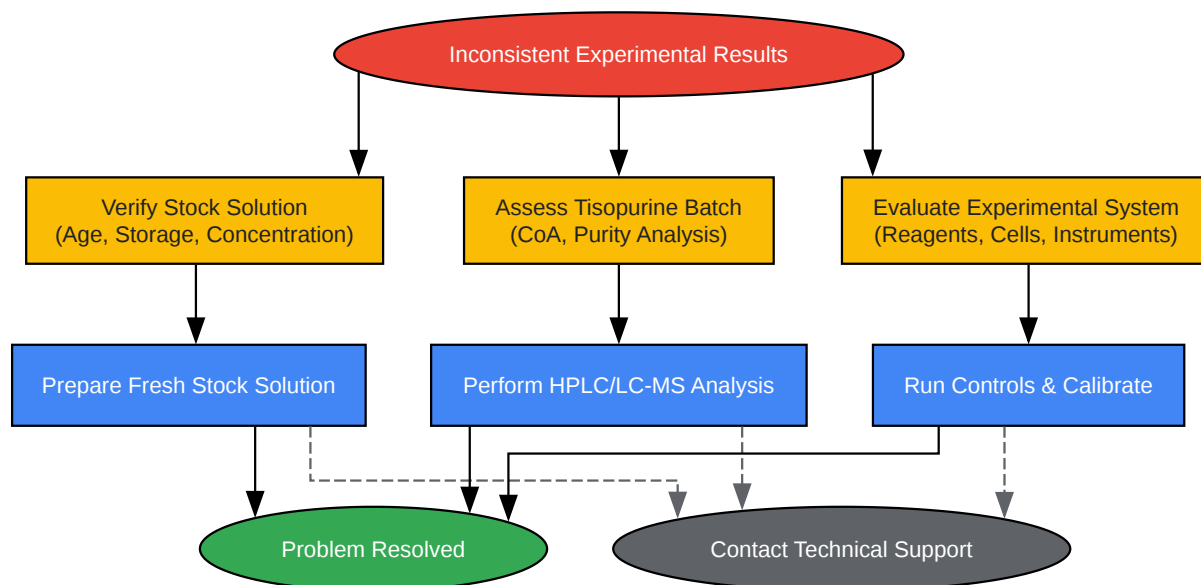 Inconsistent Experimental Results
Verify Stock Solution
(Age, Storage, Concentration)
Assess Tisopurine Batch
(CoA, Purity Analysis)
Evaluate Experimental System
(Reagents, Cells, Instruments)
Prepare Fresh Stock Solution
Perform HPLC/LC-MS Analysis
Run Controls & Calibrate
Problem Resolved
Contact Technical Support